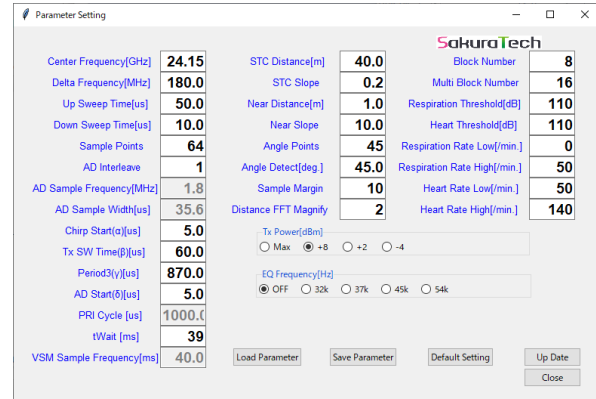 Parameter Setting
SakuraTech
Center Frequency[GHz] 24.15 STC Distance[m] 40.0 Block Number 8
Delta Frequency[MHz] 180.0 STC Slope 0.2 Multi Block Number 16
Up Sweep Time[us] 50.0 Near Distance[m] 1.0 Respiration Threshold[dB] 110
Down Sweep Time[us] 10.0 Near Slope 10.0 Heart Threshold[dB] 110
Sample Points 64 Angle Points 45 Respiration Rate Low[/min.] 0
AD Interleave 1 Angle Detect[deg.] 45.0 Respiration Rate High[/min.] 50
AD Sample Frequency[MHz] 1.8 Sample Margin 10 Heart Rate Low[/min.] 50
AD Sample Width[us] 35.6 Distance FFT Magnify 2 Heart Rate High[/min.] 140
Chirp Start(α)[us] 5.0
Tx Power[dBm]
Tx SW Time(β)[us] 60.0 Max +8 +2 -4
Period3(γ)[us] 870.0
EQ Frequency[Hz]
AD Start(δ)[us] 5.0 OFF 32k 37k 45k 54k
PRI Cycle [us] 1000.(
tWait [ms] 39
VSM Sample Frequency[ms] 40.0 Load Parameter Save Parameter Default Setting Up Date
Close